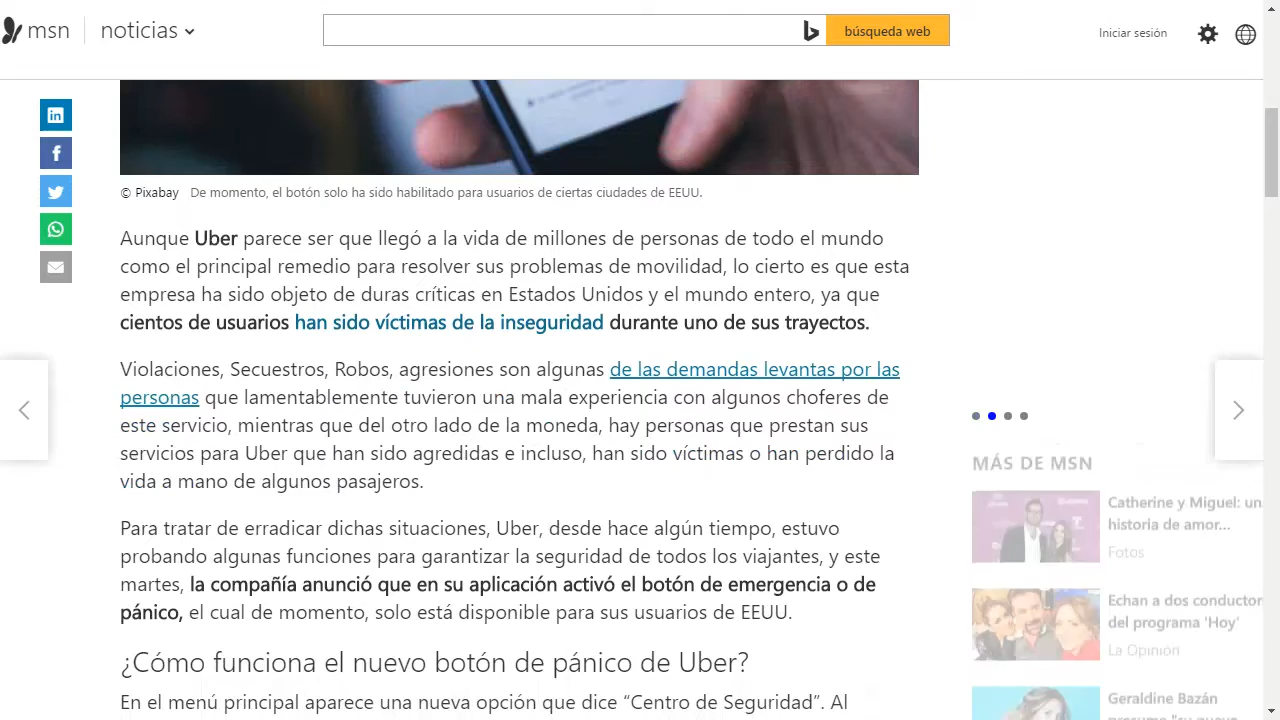 msn
noticias
búsqueda web
Iniciar sesión
© Pixabay De momento, el botón solo ha sido habilitado para usuarios de ciertas ciudades de EEUU.
Aunque Uber parece ser que llegó a la vida de millones de personas de todo el mundo
como el principal remedio para resolver sus problemas de movilidad, lo cierto es que esta
empresa ha sido objeto de duras críticas en Estados Unidos y el mundo entero, ya que
cientos de usuarios han sido víctimas de la inseguridad durante uno de sus trayectos.
Violaciones, Secuestros, Robos, agresiones son algunas de las demandas levantas por las
personas que lamentablemente tuvieron una mala experiencia con algunos choferes de
este servicio, mientras que del otro lado de la moneda, hay personas que prestan sus
servicios para Uber que han sido agredidas e incluso, han sido víctimas o han perdido la
vida a mano de algunos pasajeros.
Para tratar de erradicar dichas situaciones, Uber, desde hace algún tiempo, estuvo
probando algunas funciones para garantizar la seguridad de todos los viajantes, y este
martes, la compañía anunció que en su aplicación activó el botón de emergencia o de
pánico, el cual de momento, solo está disponible para sus usuarios de EEUU.
¿Cómo funciona el nuevo botón de pánico de Uber?
En el menú principal aparece una nueva opción que dice “Centro de Seguridad”. Al
MÁS DE MSN
Catherine y Miguel: un
historia de amor...
Fotos
Echan a dos conductor
del programa 'Hoy'
La Opinión
Geraldine Bazán